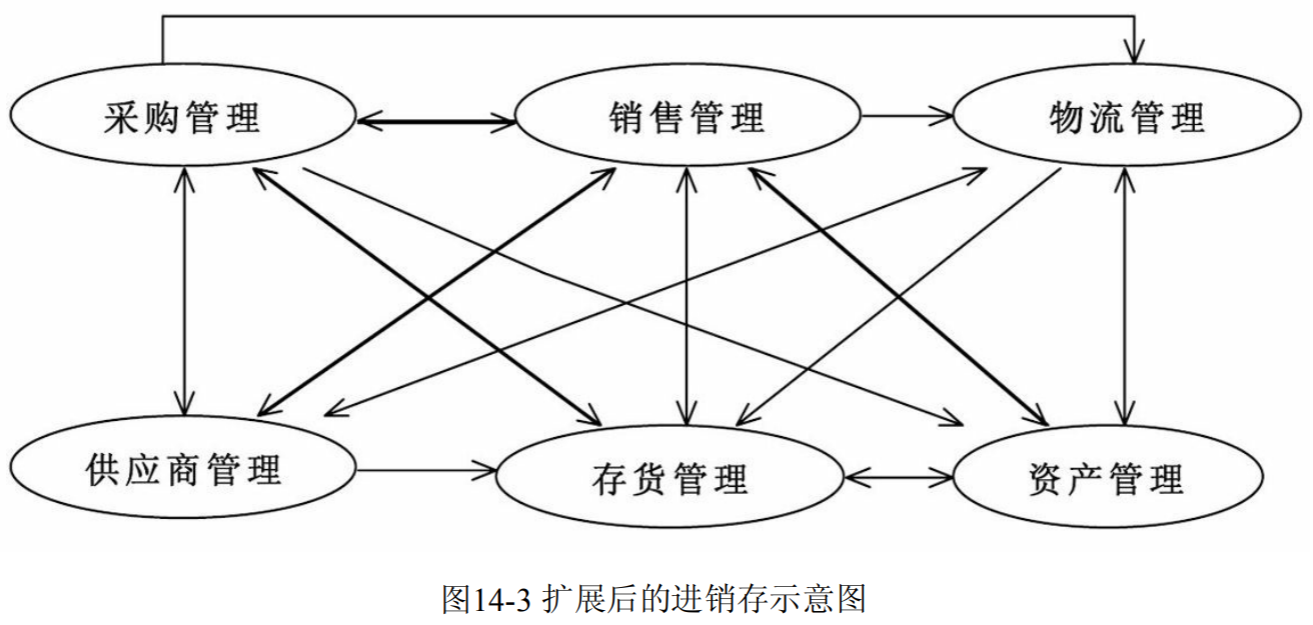 采购管理
销售管理
物流管理
供应商管理
存货管理
资产管理
图14-3 扩展后的进销存示意图